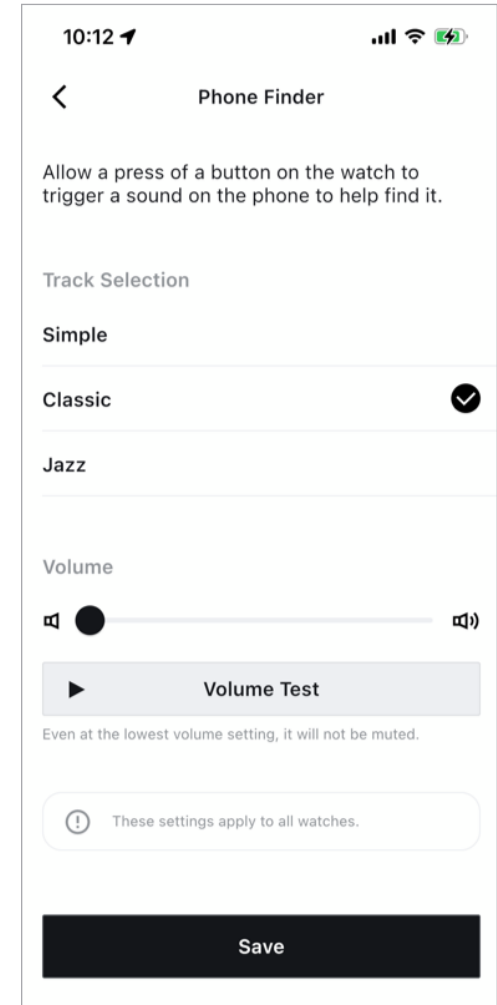 10:12
Phone Finder
Allow a press of a button on the watch to
trigger a sound on the phone to help find it.
Track Selection
Simple
Classic
Jazz
Volume
Volume Test
Even at the lowest volume setting, it will not be muted.
These settings apply to all watches.
Save